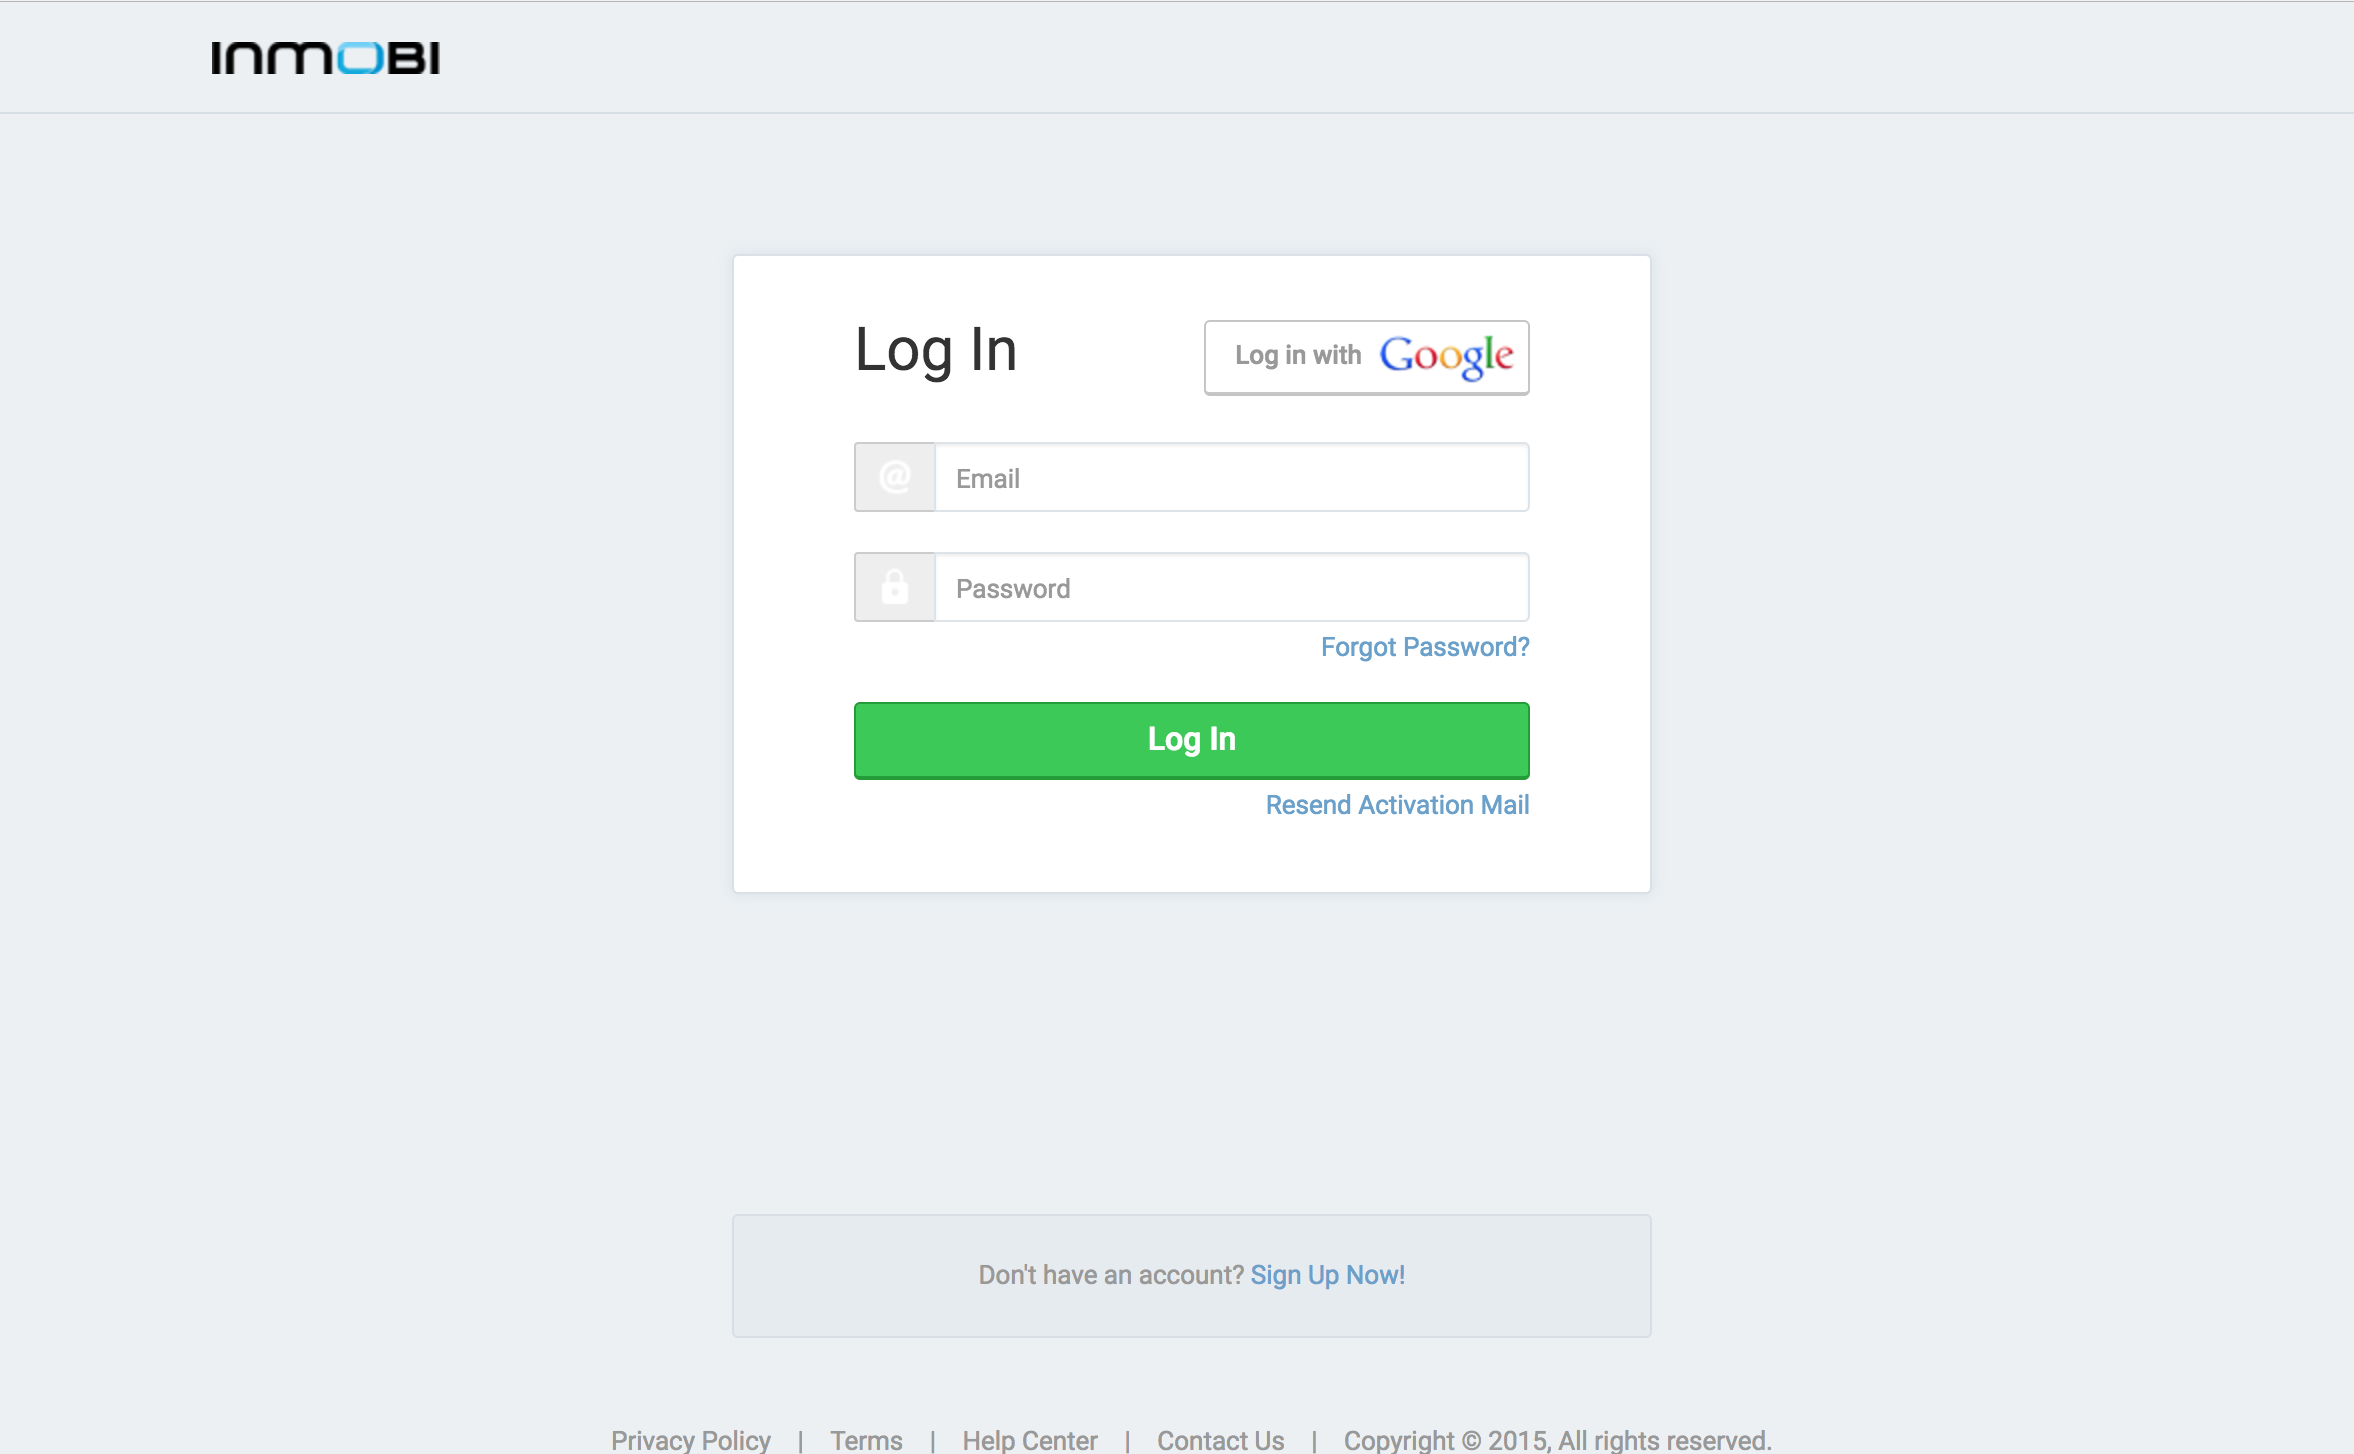 INMOBI
Log In
Log in with Google
@ Email
Password
Forgot Password?
Log In
Resend Activation Mail
Don't have an account? Sign Up Now!
Privacy Policy | Terms | Help Center | Contact Us | Copyright © 2015, All rights reserved.